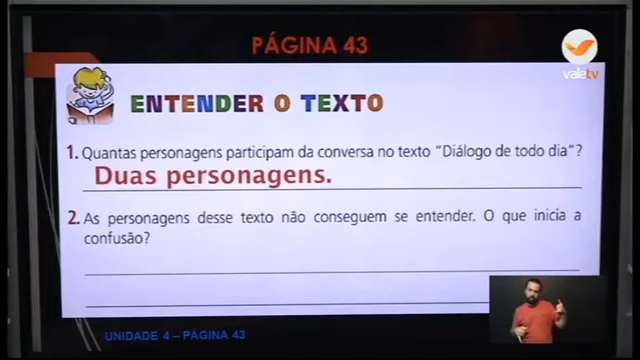 PÁGINA 43
valetv
ENTENDER O TEXTO
1. Quantas personagens participam da conversa no texto "Diálogo de todo dia"?
Duas personagens.
2. As personagens desse texto não conseguem se entender. O que inicia a
confusão?
UNIDADE 4 – PÁGINA 43